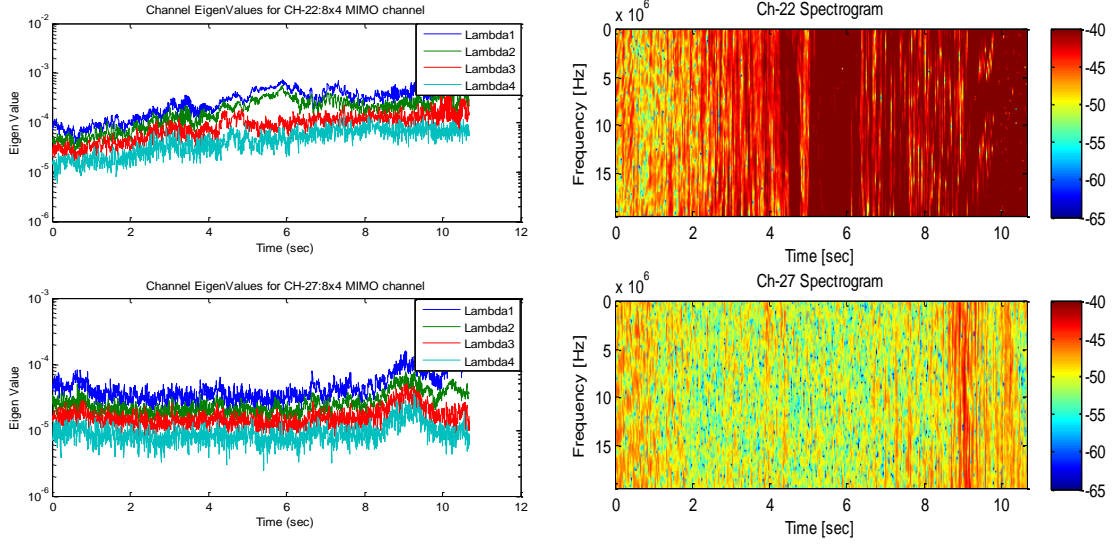 Channel EigenValues for CH-22:8x4 MIMO channel
10^-2
10^-3
10^-4
10^-5
10^-6
Eigen Value
0 2 4 6 8 10 12
Time (sec)
Lambda1
Lambda2
Lambda3
Lambda4
Ch-22 Spectrogram
x 10^6
0
5
10
15
Frequency [Hz]
0 2 4 6 8 10
Time [sec]
-40
-45
-50
-55
-60
-65
Channel EigenValues for CH-27:8x4 MIMO channel
10^-3
10^-4
10^-5
10^-6
Eigen Value
0 2 4 6 8 10 12
Time (sec)
Lambda1
Lambda2
Lambda3
Lambda4
Ch-27 Spectrogram
x 10^6
0
5
10
15
Frequency [Hz]
0 2 4 6 8 10
Time [sec]
-40
-45
-50
-55
-60
-65